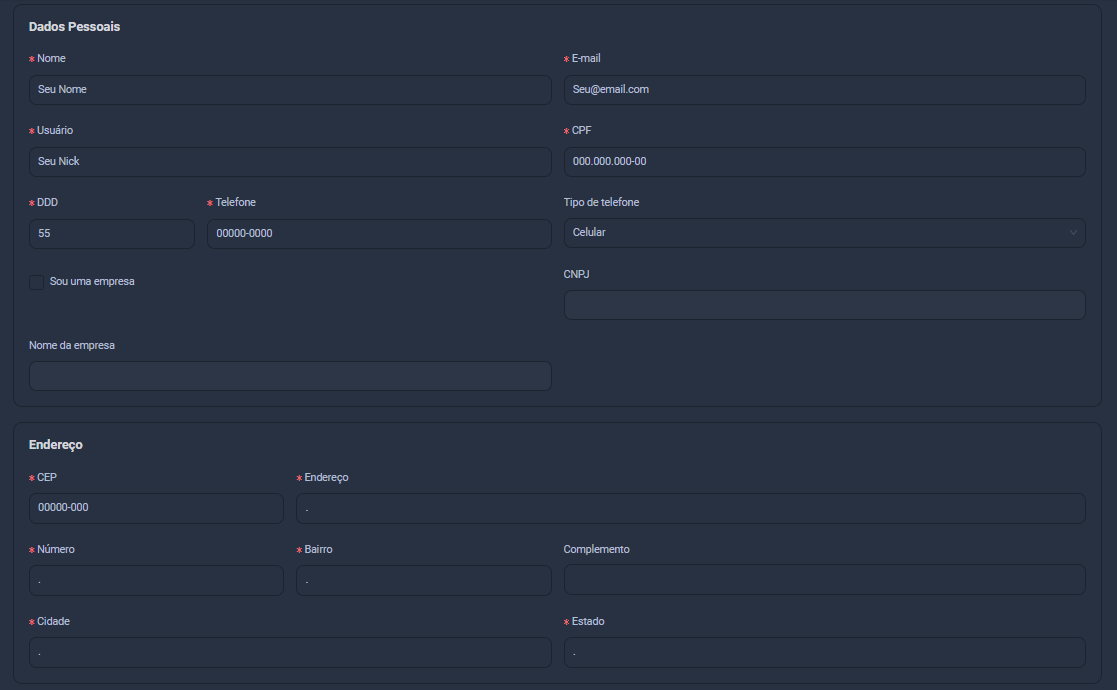 Dados Pessoais
* Nome
* E-mail
Seu Nome
Seu@email.com
* Usuário
* CPF
Seu Nick
000.000.000-00
* DDD
* Telefone
Tipo de telefone
55
00000-0000
Celular
Sou uma empresa
CNPJ
Nome da empresa
Endereço
* CEP
* Endereço
00000-000
.
* Número
* Bairro
Complemento
.
.
* Cidade
* Estado
.
.